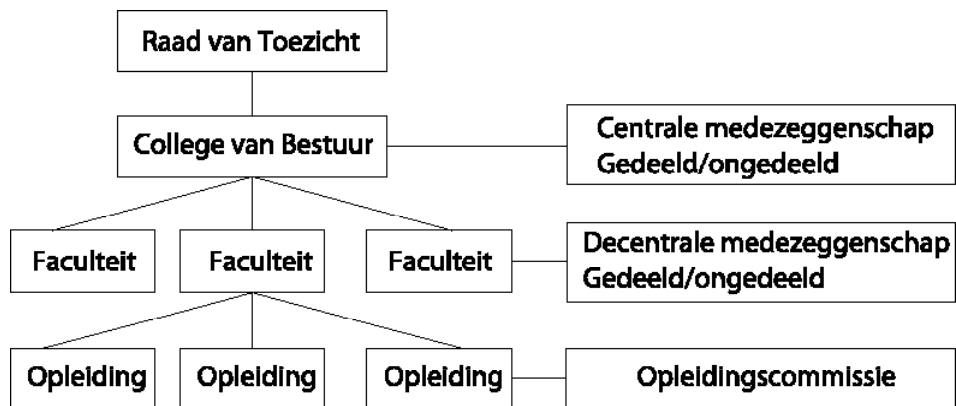 Raad van Toezicht
College van Bestuur
Centrale medezeggenschap
Gedeeld/ongedeeld
Faculteit
Faculteit
Faculteit
Decentrale medezeggenschap
Gedeeld/ongedeeld
Opleiding
Opleiding
Opleiding
Opleidingscommissie